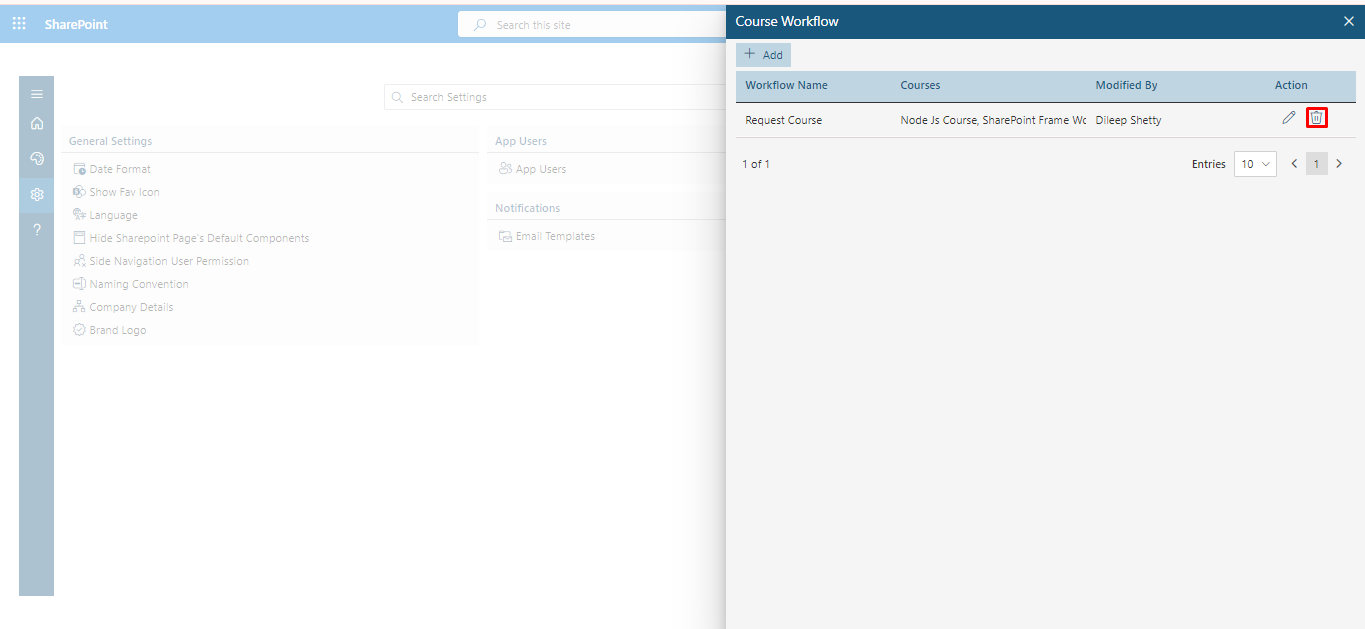 SharePoint
Search this site
Course Workflow
Add
Workflow Name Courses Modified By Action
Request Course Node Js Course, SharePoint Frame Wo Dileep Shetty
1 of 1 Entries 10 1
Search Settings
General Settings
Date Format
Show Fav Icon
Language
Hide Sharepoint Page's Default Components
Side Navigation User Permission
Naming Convention
Company Details
Brand Logo
App Users
App Users
Notifications
Email Templates
?